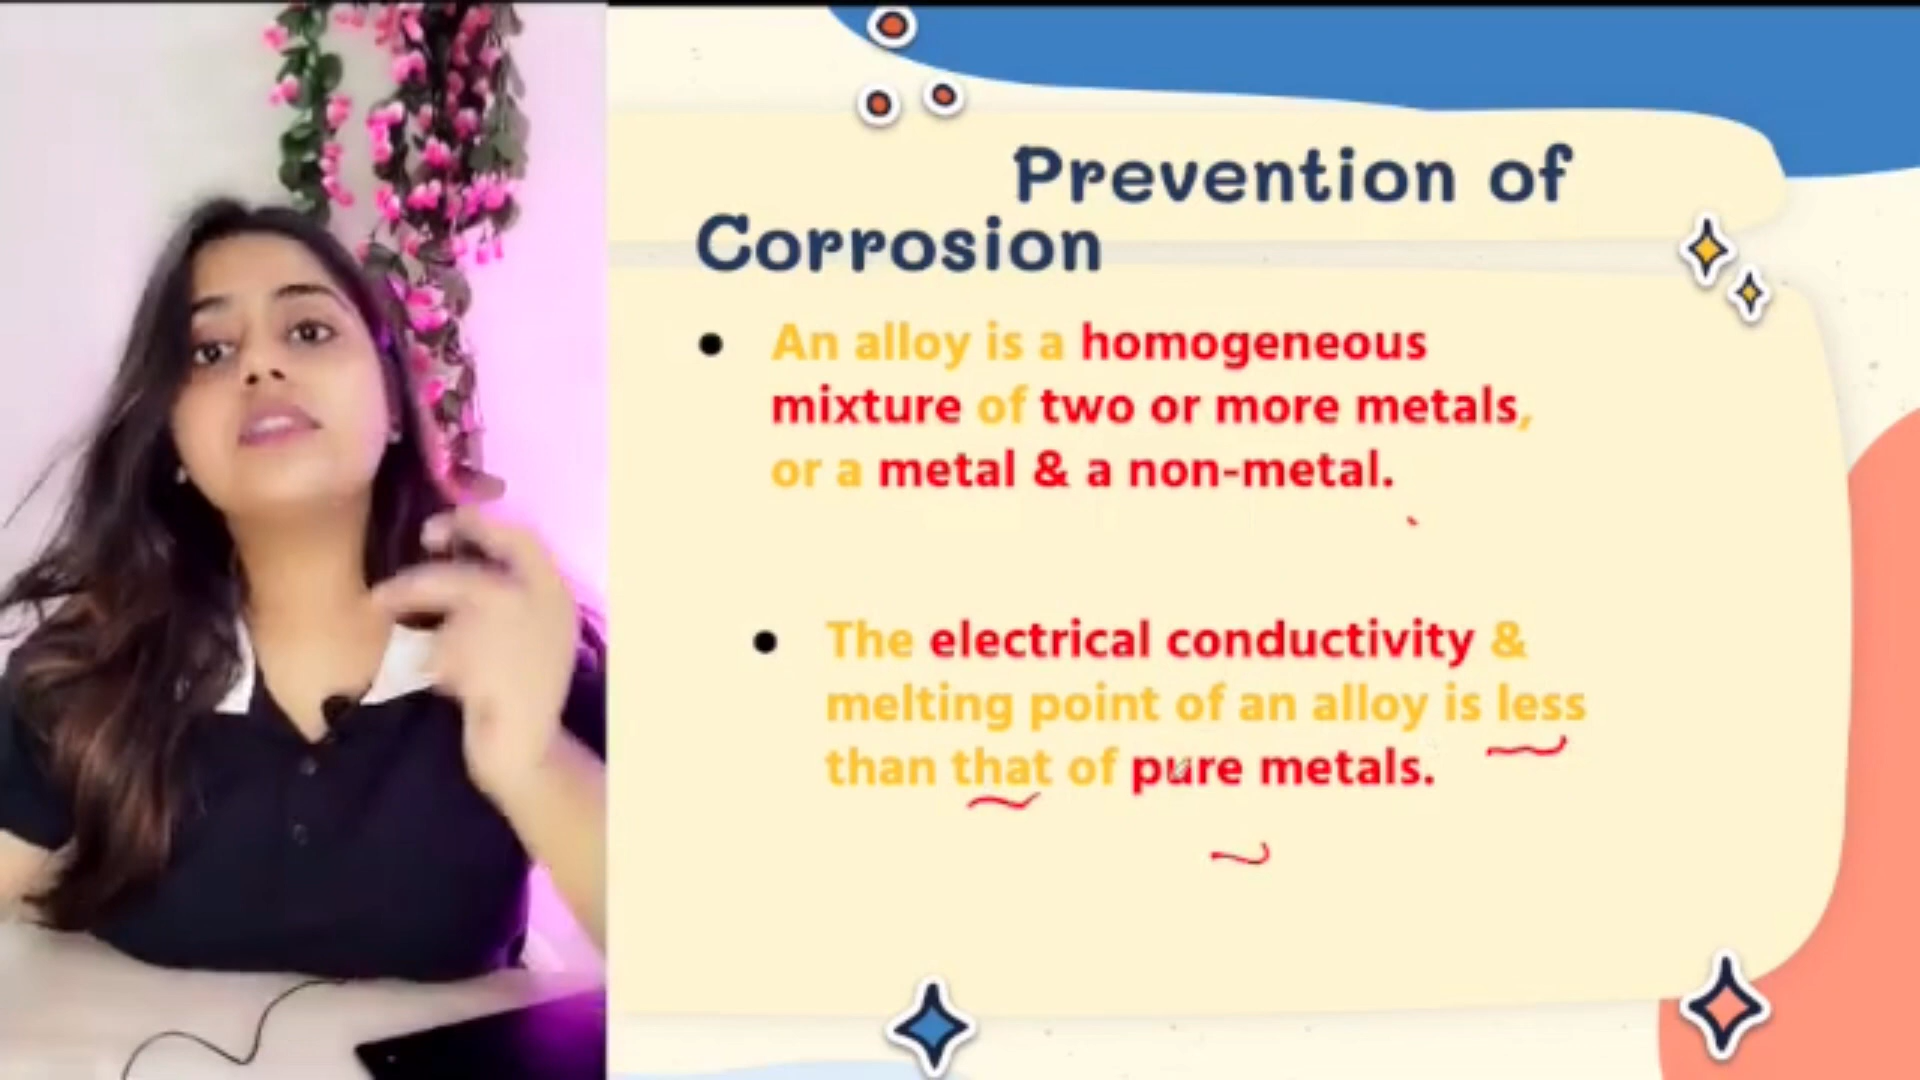 Prevention of
Corrosion
• An alloy is a homogeneous
mixture of two or more metals,
or a metal & a non-metal.
• The electrical conductivity &
melting point of an alloy is less
than that of pure metals.